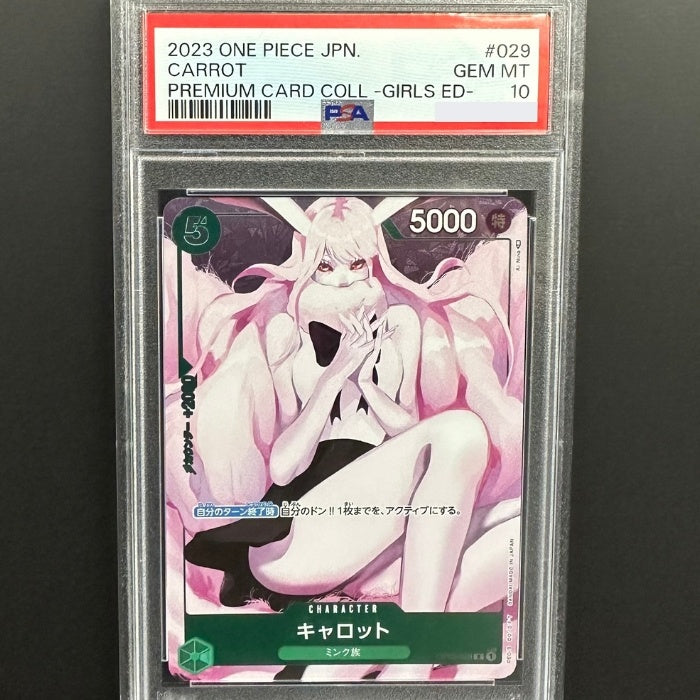 2023 ONE PIECE JPN. #029
CARROT GEM MT
PREMIUM CARD COLL -GIRLS ED- 10
PSA
5
5000 特
カウンター +2000
自分のターン終了時 自分のドン!!1枚までを、アクティブにする。
CHARACTER
キャロット
ミンク族
1